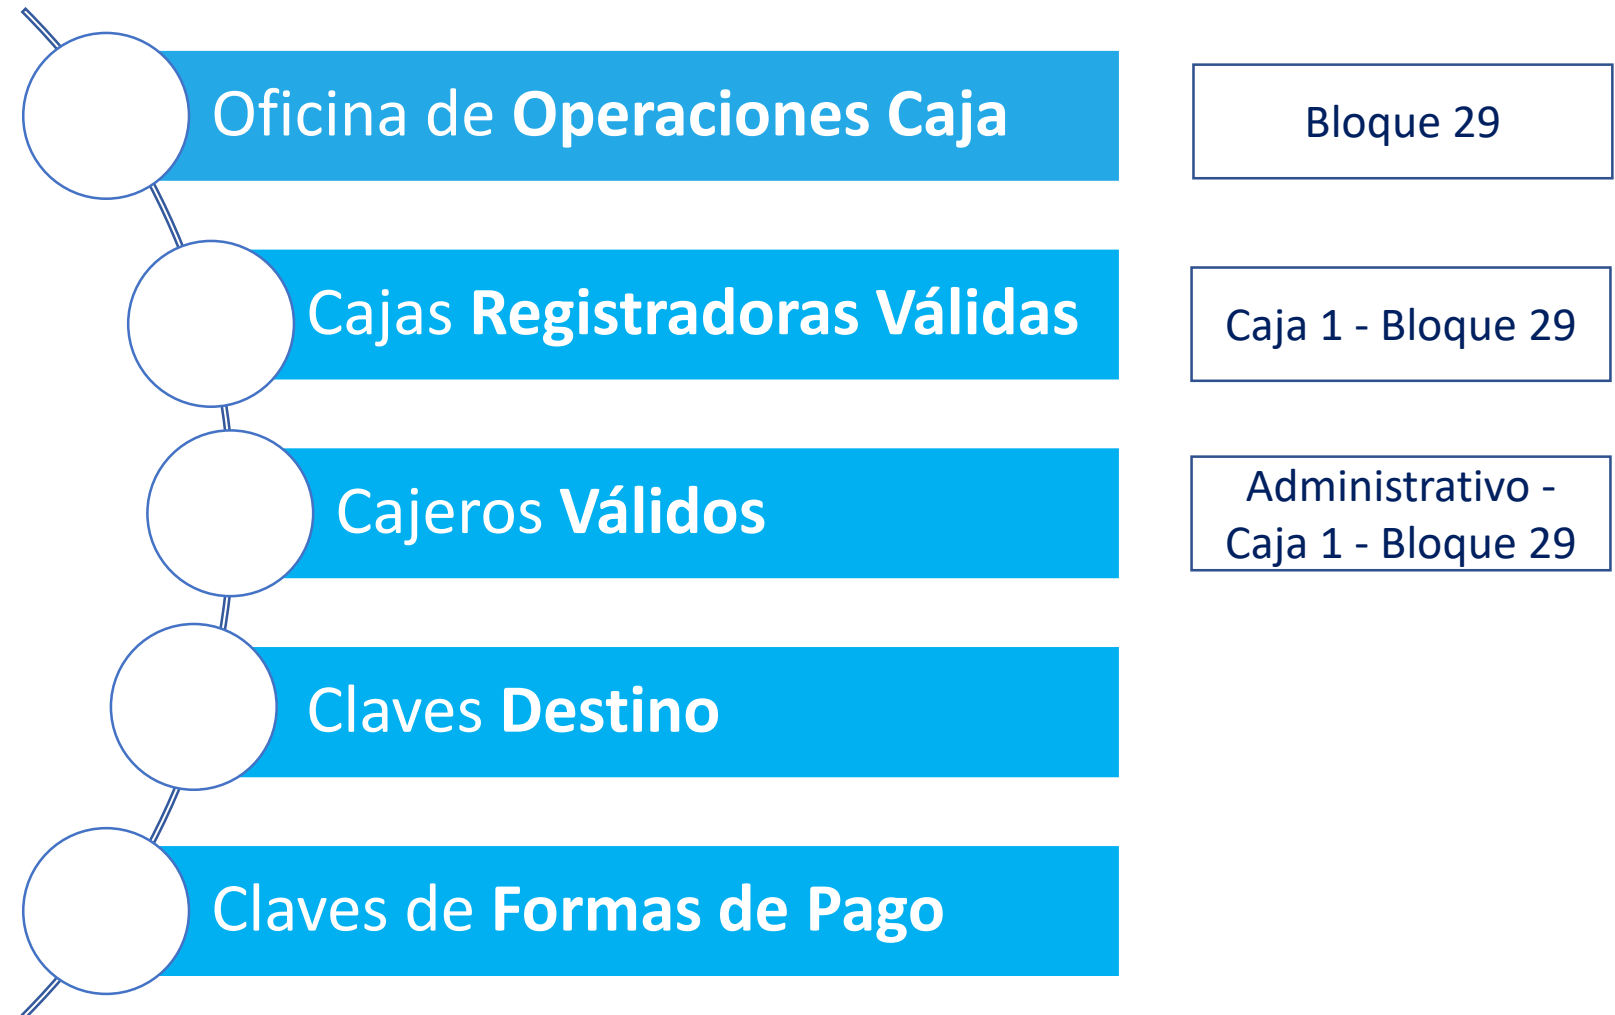 Oficina de Operaciones Caja
Bloque 29
Cajas Registradoras Válidas
Caja 1 - Bloque 29
Cajeros Válidos
Administrativo -
Caja 1 - Bloque 29
Claves Destino
Claves de Formas de Pago